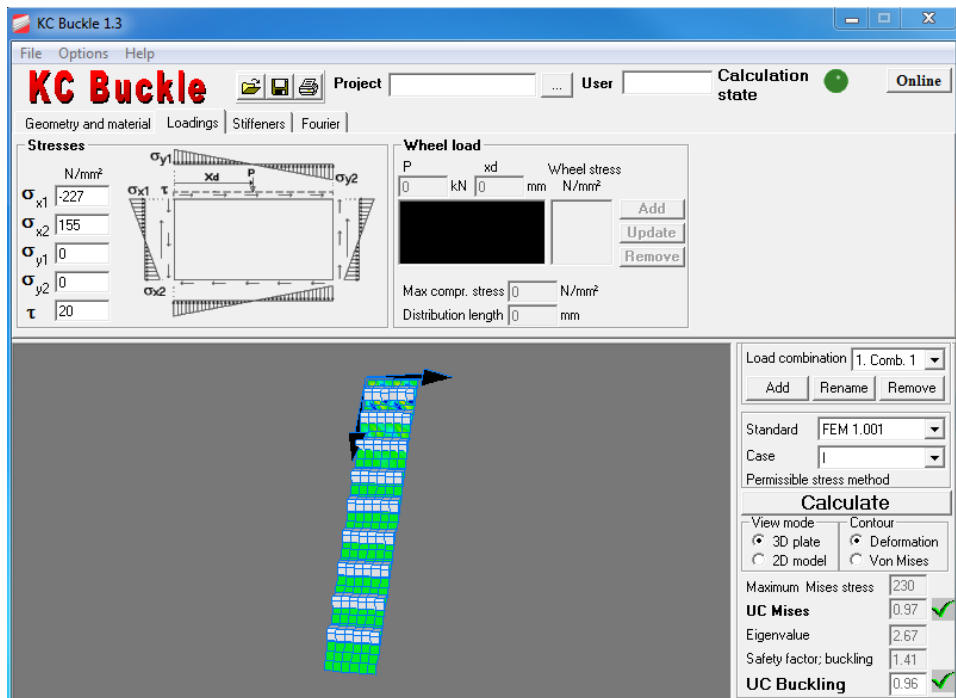 KC Buckle 1.3
File Options Help
KC Buckle Project ... User Calculation state Online
Geometry and material Loadings Stiffeners Fourier
Stresses
N/mm²
σx1 -227
σx2 155
σy1 0
σy2 0
τ 20
σy1
Xd P
σy2
σx1 τ
σx2
Wheel load
P xd Wheel stress
0 kN 0 mm N/mm²
Add
Update
Remove
Max compr. stress 0 N/mm²
Distribution length 0 mm
Load combination 1. Comb. 1
Add Rename Remove
Standard FEM 1.001
Case I
Permissible stress method
Calculate
View mode Contour
3D plate Deformation
2D model Von Mises
Maximum Mises stress 230
UC Mises 0.97
Eigenvalue 2.67
Safety factor; buckling 1.41
UC Buckling 0.96